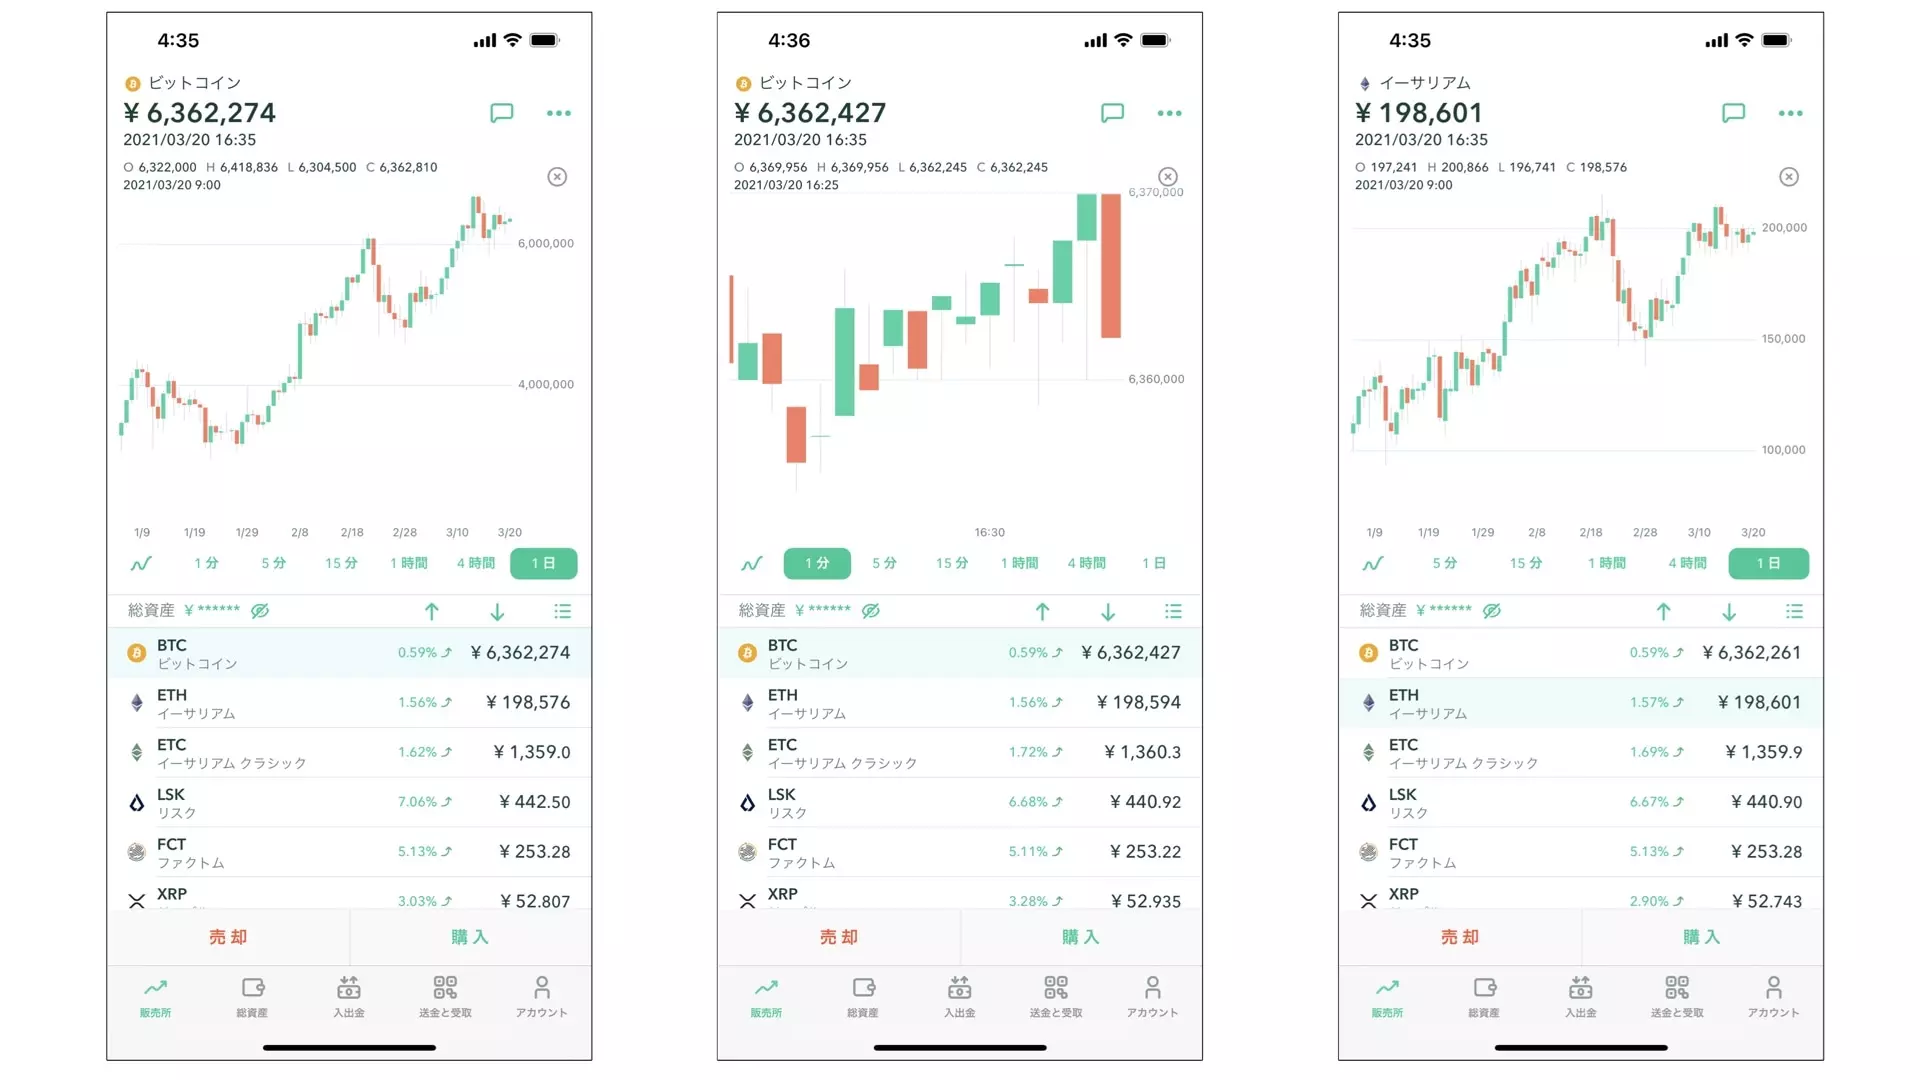 4:35
ビットコイン
¥ 6,362,274
2021/03/20 16:35
O 6,322,000 H 6,418,836 L 6,304,500 C 6,362,810
2021/03/20 9:00
6,000,000
4,000,000
1/9 1/19 1/29 2/8 2/18 2/28 3/10 3/20
1分 5分 15分 1時間 4時間 1日
総資産 ¥ ******
BTC 0.59% ¥ 6,362,274
ビットコイン
ETH 1.56% ¥ 198,576
イーサリアム
ETC 1.62% ¥ 1,359.0
イーサリアム クラシック
LSK 7.06% ¥ 442.50
リスク
FCT 5.13% ¥ 253.28
ファクトム
XRP 3.03% ¥ 52.807
売却 購入
販売所 総資産 入出金 送金と受取 アカウント
4:36
ビットコイン
¥ 6,362,427
2021/03/20 16:35
O 6,369,956 H 6,369,956 L 6,362,245 C 6,362,245
2021/03/20 16:25
6,370,000
6,360,000
16:30
1分 5分 15分 1時間 4時間 1日
総資産 ¥ ******
BTC 0.59% ¥ 6,362,427
ビットコイン
ETH 1.56% ¥ 198,594
イーサリアム
ETC 1.72% ¥ 1,360.3
イーサリアム クラシック
LSK 6.68% ¥ 440.92
リスク
FCT 5.11% ¥ 253.22
ファクトム
XRP 3.28% ¥ 52.935
売却 購入
販売所 総資産 入出金 送金と受取 アカウント
4:35
イーサリアム
¥ 198,601
2021/03/20 16:35
O 197,241 H 200,866 L 196,741 C 198,576
2021/03/20 9:00
200,000
150,000
100,000
1/9 1/19 1/29 2/8 2/18 2/28 3/10 3/20
5分 15分 1時間 4時間 1日
総資産 ¥ ******
BTC 0.59% ¥ 6,362,261
ビットコイン
ETH 1.57% ¥ 198,601
イーサリアム
ETC 1.69% ¥ 1,359.9
イーサリアム クラシック
LSK 6.67% ¥ 440.90
リスク
FCT 5.13% ¥ 253.28
ファクトム
XRP 2.90% ¥ 52.743
売却 購入
販売所 総資産 入出金 送金と受取 アカウント